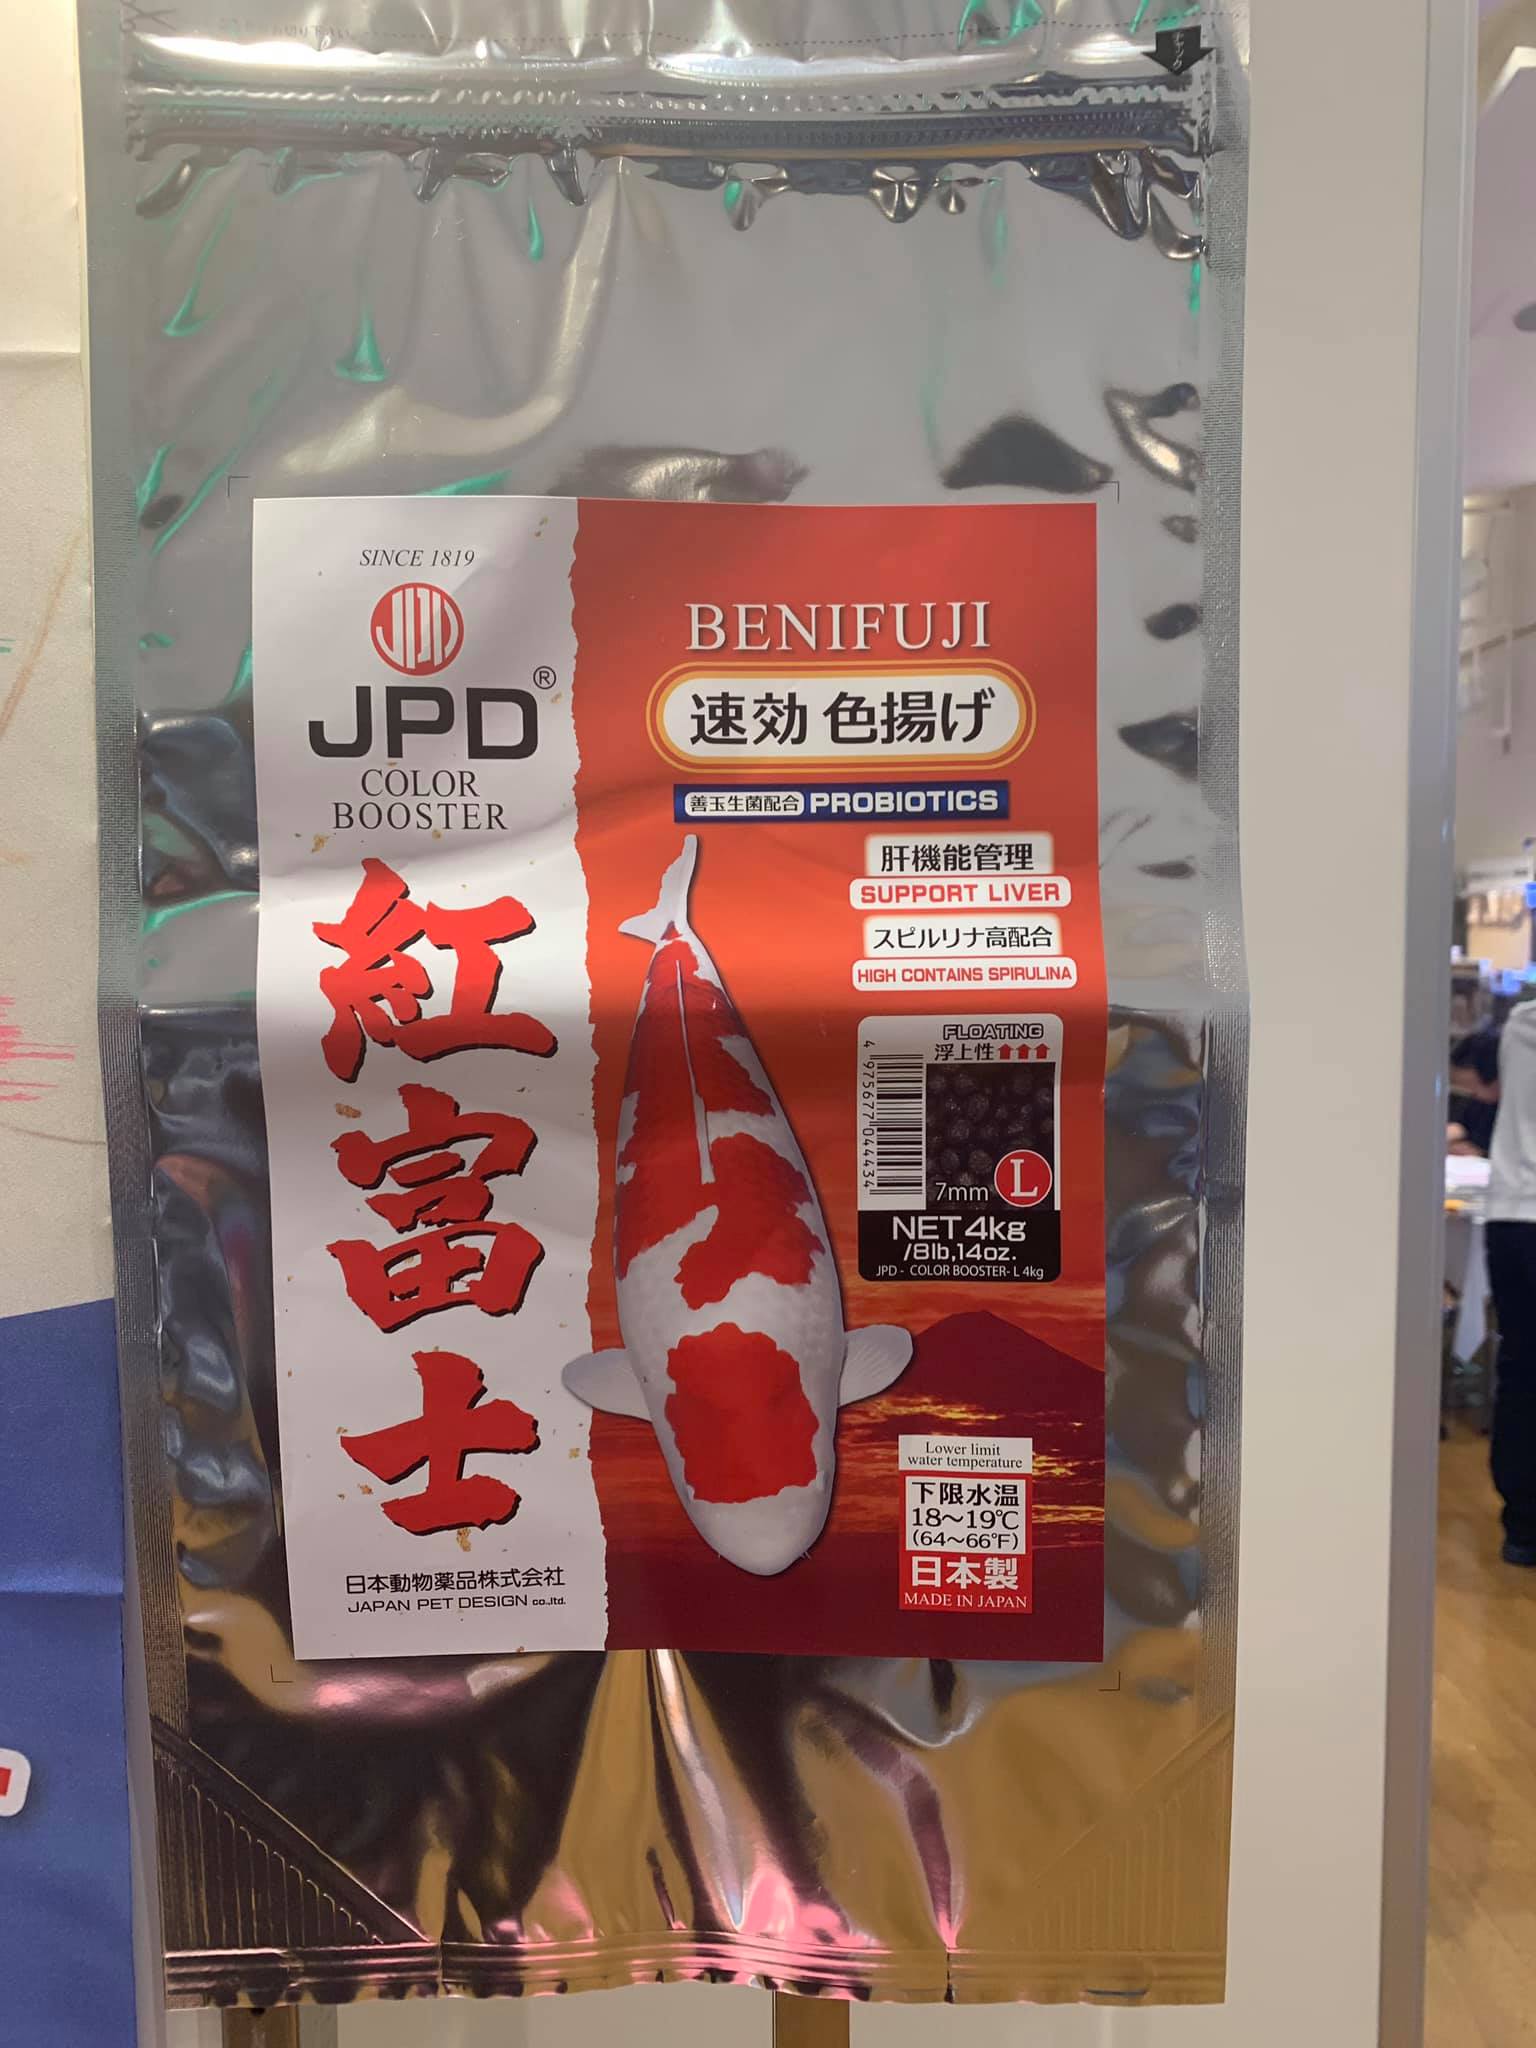 チャック
SINCE 1819
JPD®
COLOR
BOOSTER
紅富士
日本動物薬品株式会社
JAPAN PET DESIGN co.,ltd.
BENIFUJI
速効 色揚げ
善玉生菌配合 PROBIOTICS
肝機能管理
SUPPORT LIVER
スピルリナ高配合
HIGH CONTAINS SPIRULINA
FLOATING
浮上性
4 975677 044434
7mm L
NET 4kg
/8lb,14oz.
JPD - COLOR BOOSTER- L 4kg
Lower limit
water temperature
下限水温
18～19℃
(64～66℉)
日本製
MADE IN JAPAN